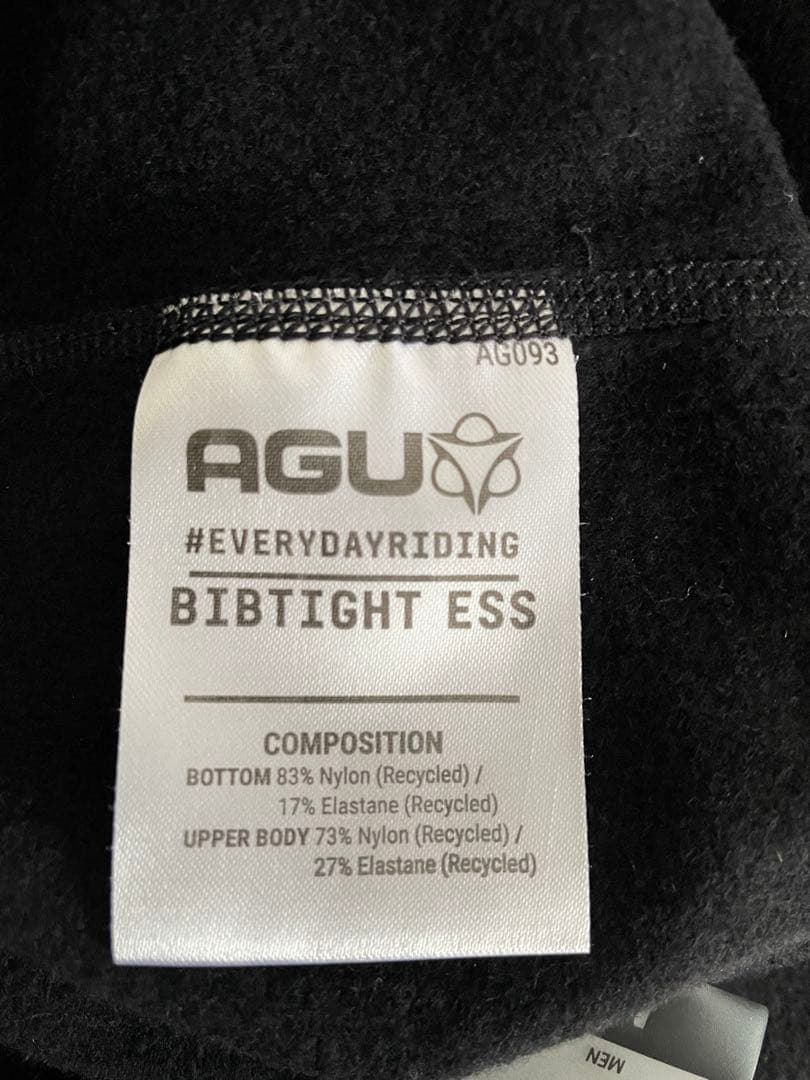 AG093
AGU
#EVERYDAYRIDING
BIBTIGHT ESS
COMPOSITION
BOTTOM 83% Nylon (Recycled) /
17% Elastane (Recycled)
UPPER BODY 73% Nylon (Recycled) /
27% Elastane (Recycled)
MEN